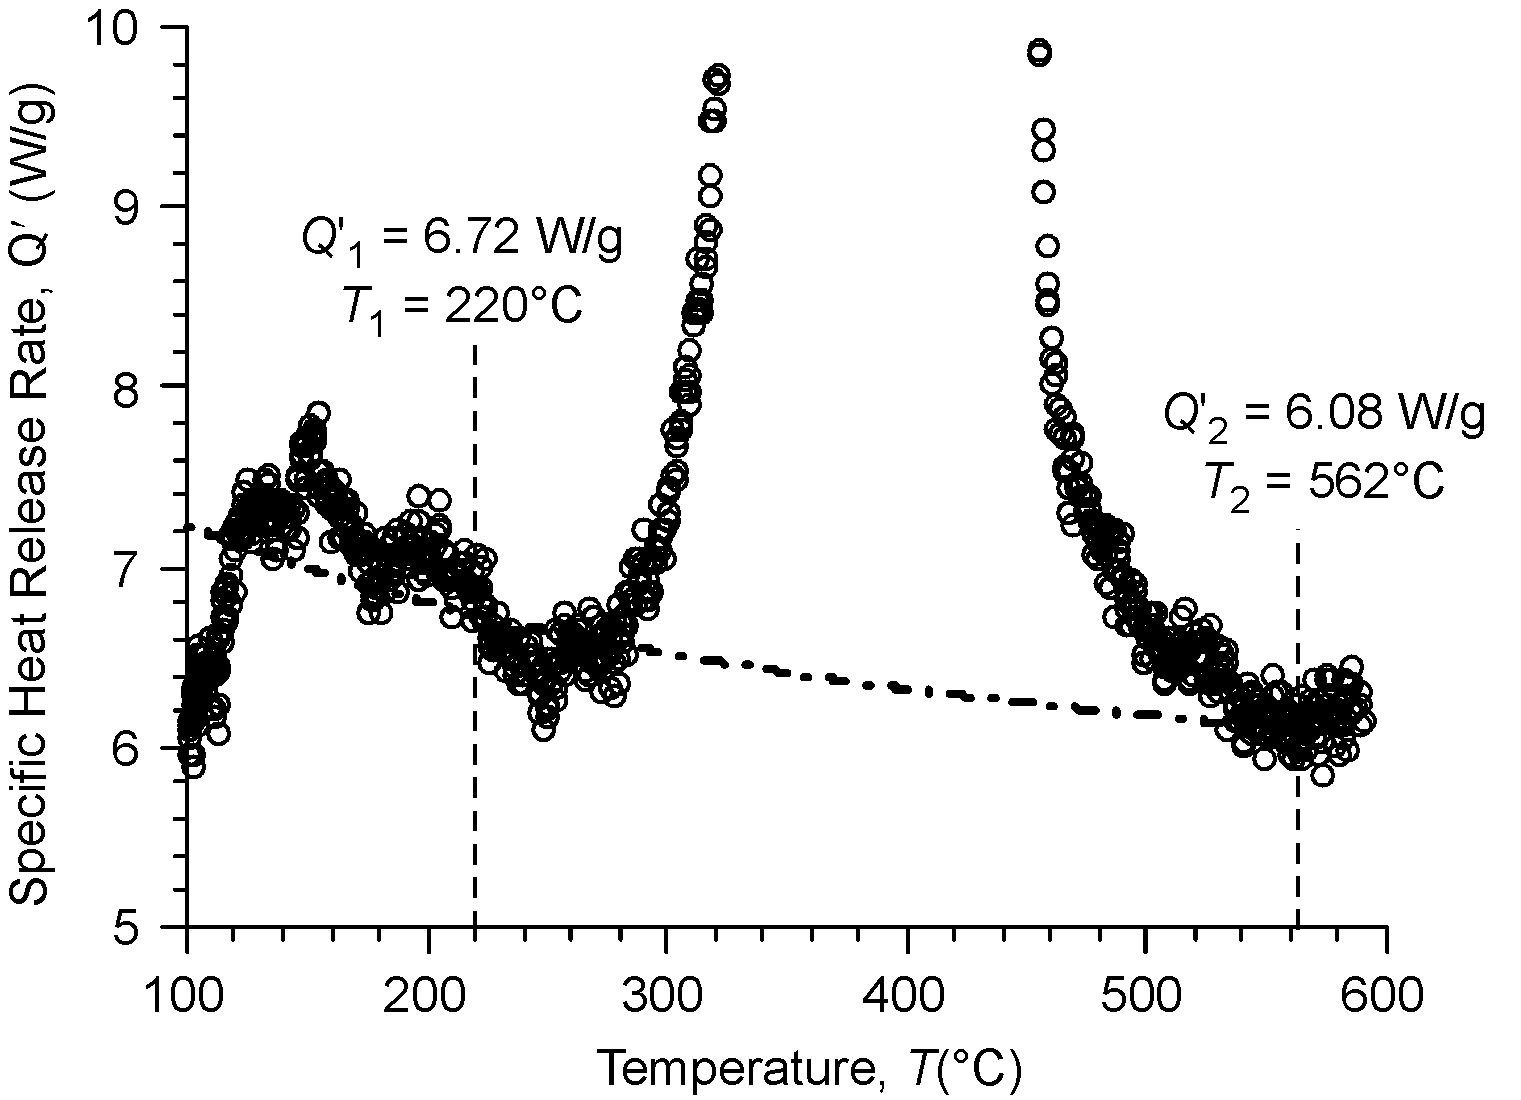 Specific Heat Release Rate, Q′ (W/g)
10
9
8
7
6
5
Q'1 = 6.72 W/g
T1 = 220°C
Q'2 = 6.08 W/g
T2 = 562°C
100 200 300 400 500 600
Temperature, T(°C)